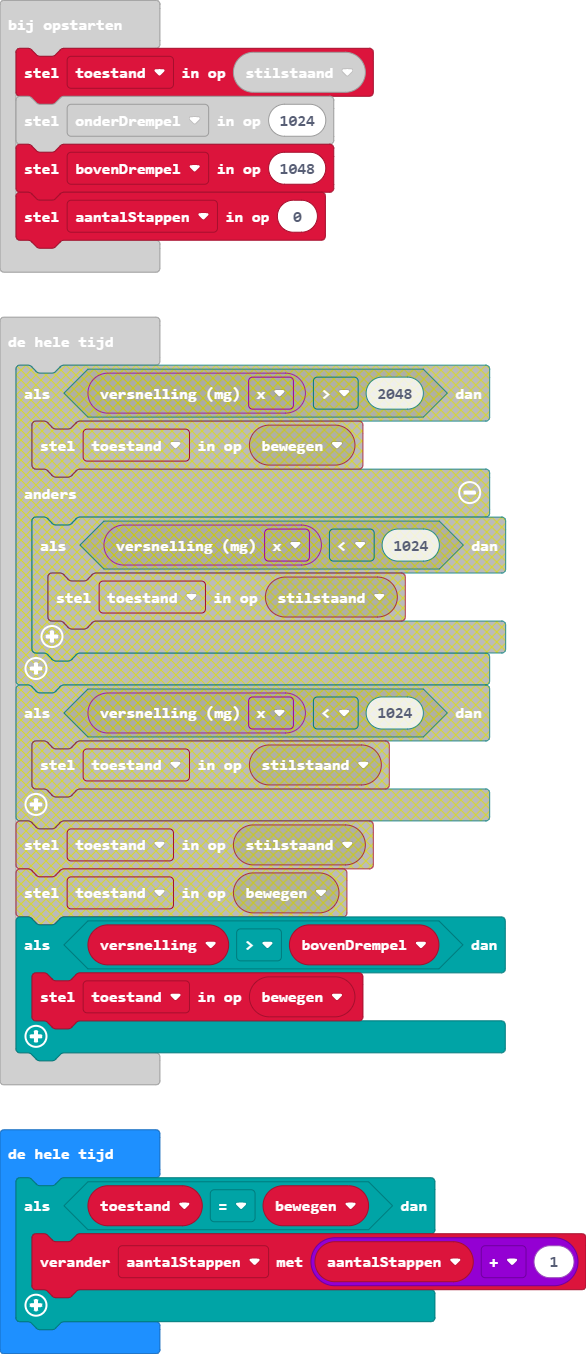 bij opstarten
stel toestand in op stilstaand
stel onderDrempel in op 1024
stel bovenDrempel in op 1048
stel aantalStappen in op 0
de hele tijd
als versnelling (mg) x > 2048 dan
stel toestand in op bewegen
anders
als versnelling (mg) x < 1024 dan
stel toestand in op stilstaand
als versnelling (mg) x < 1024 dan
stel toestand in op stilstaand
stel toestand in op stilstaand
stel toestand in op bewegen
als versnelling > bovenDrempel dan
stel toestand in op bewegen
de hele tijd
als toestand = bewegen dan
verander aantalStappen met aantalStappen + 1